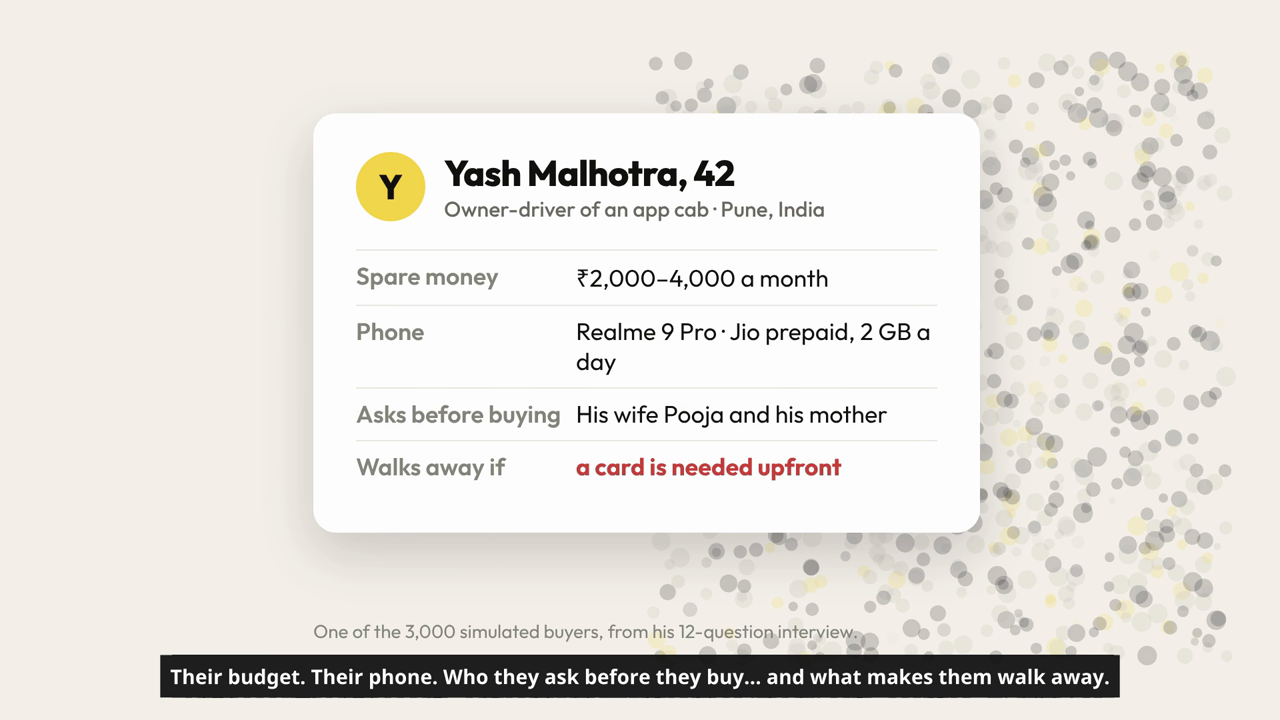 Y
Yash Malhotra, 42
Owner-driver of an app cab · Pune, India
Spare money ₹2,000–4,000 a month
Phone Realme 9 Pro · Jio prepaid, 2 GB a
day
Asks before buying His wife Pooja and his mother
Walks away if a card is needed upfront
One of the 3,000 simulated buyers, from his 12-question interview.
Their budget. Their phone. Who they ask before they buy... and what makes them walk away.